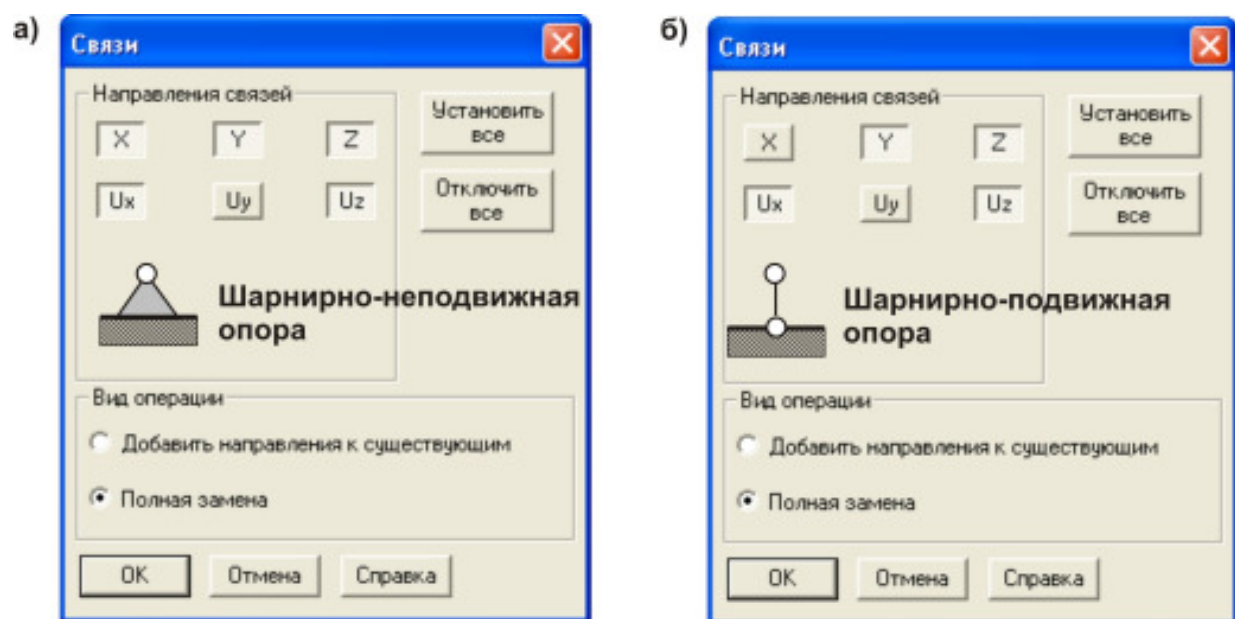 а)
Связи
Направления связей
X Y Z
Ux Uy Uz
Установить
все
Отключить
все
Шарнирно-неподвижная
опора
Вид операции
Добавить направления к существующим
Полная замена
OK Отмена Справка
б)
Связи
Направления связей
X Y Z
Ux Uy Uz
Установить
все
Отключить
все
Шарнирно-подвижная
опора
Вид операции
Добавить направления к существующим
Полная замена
OK Отмена Справка